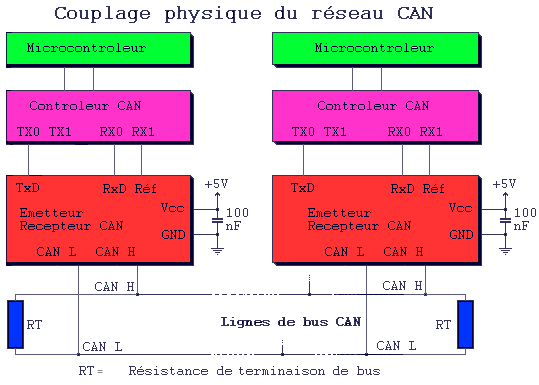 Couplage physique du réseau CAN
Microcontroleur
Microcontroleur
Controleur CAN
Controleur CAN
TX0 TX1 RX0 RX1
TX0 TX1 RX0 RX1
TxD RxD Réf
+5V
TxD RxD Réf
+5V
Vcc
100
nF
Vcc
100
nF
Emetteur
Recepteur CAN
Emetteur
Recepteur CAN
GND
GND
CAN L CAN H
CAN L CAN H
CAN H
CAN H
RT
Lignes de bus CAN
RT
CAN L
CAN L
RT= Résistance de terminaison de bus